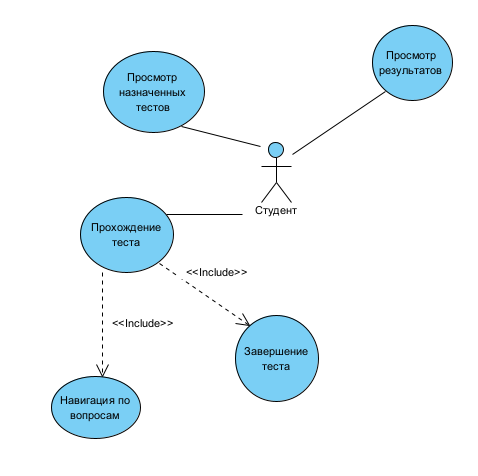 Просмотр
результатов
Просмотр
назначенных
тестов
Студент
Прохождение
теста
<<Include>>
<<Include>>
Завершение
теста
Навигация по
вопросам